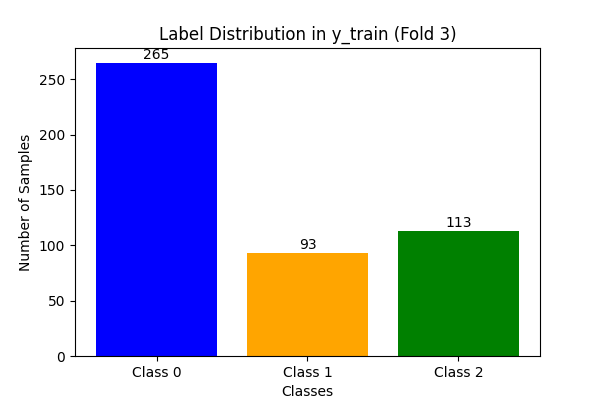 Label Distribution in y_train (Fold 3)
265
93
113
250
200
150
100
50
0
Number of Samples
Class 0
Class 1
Class 2
Classes